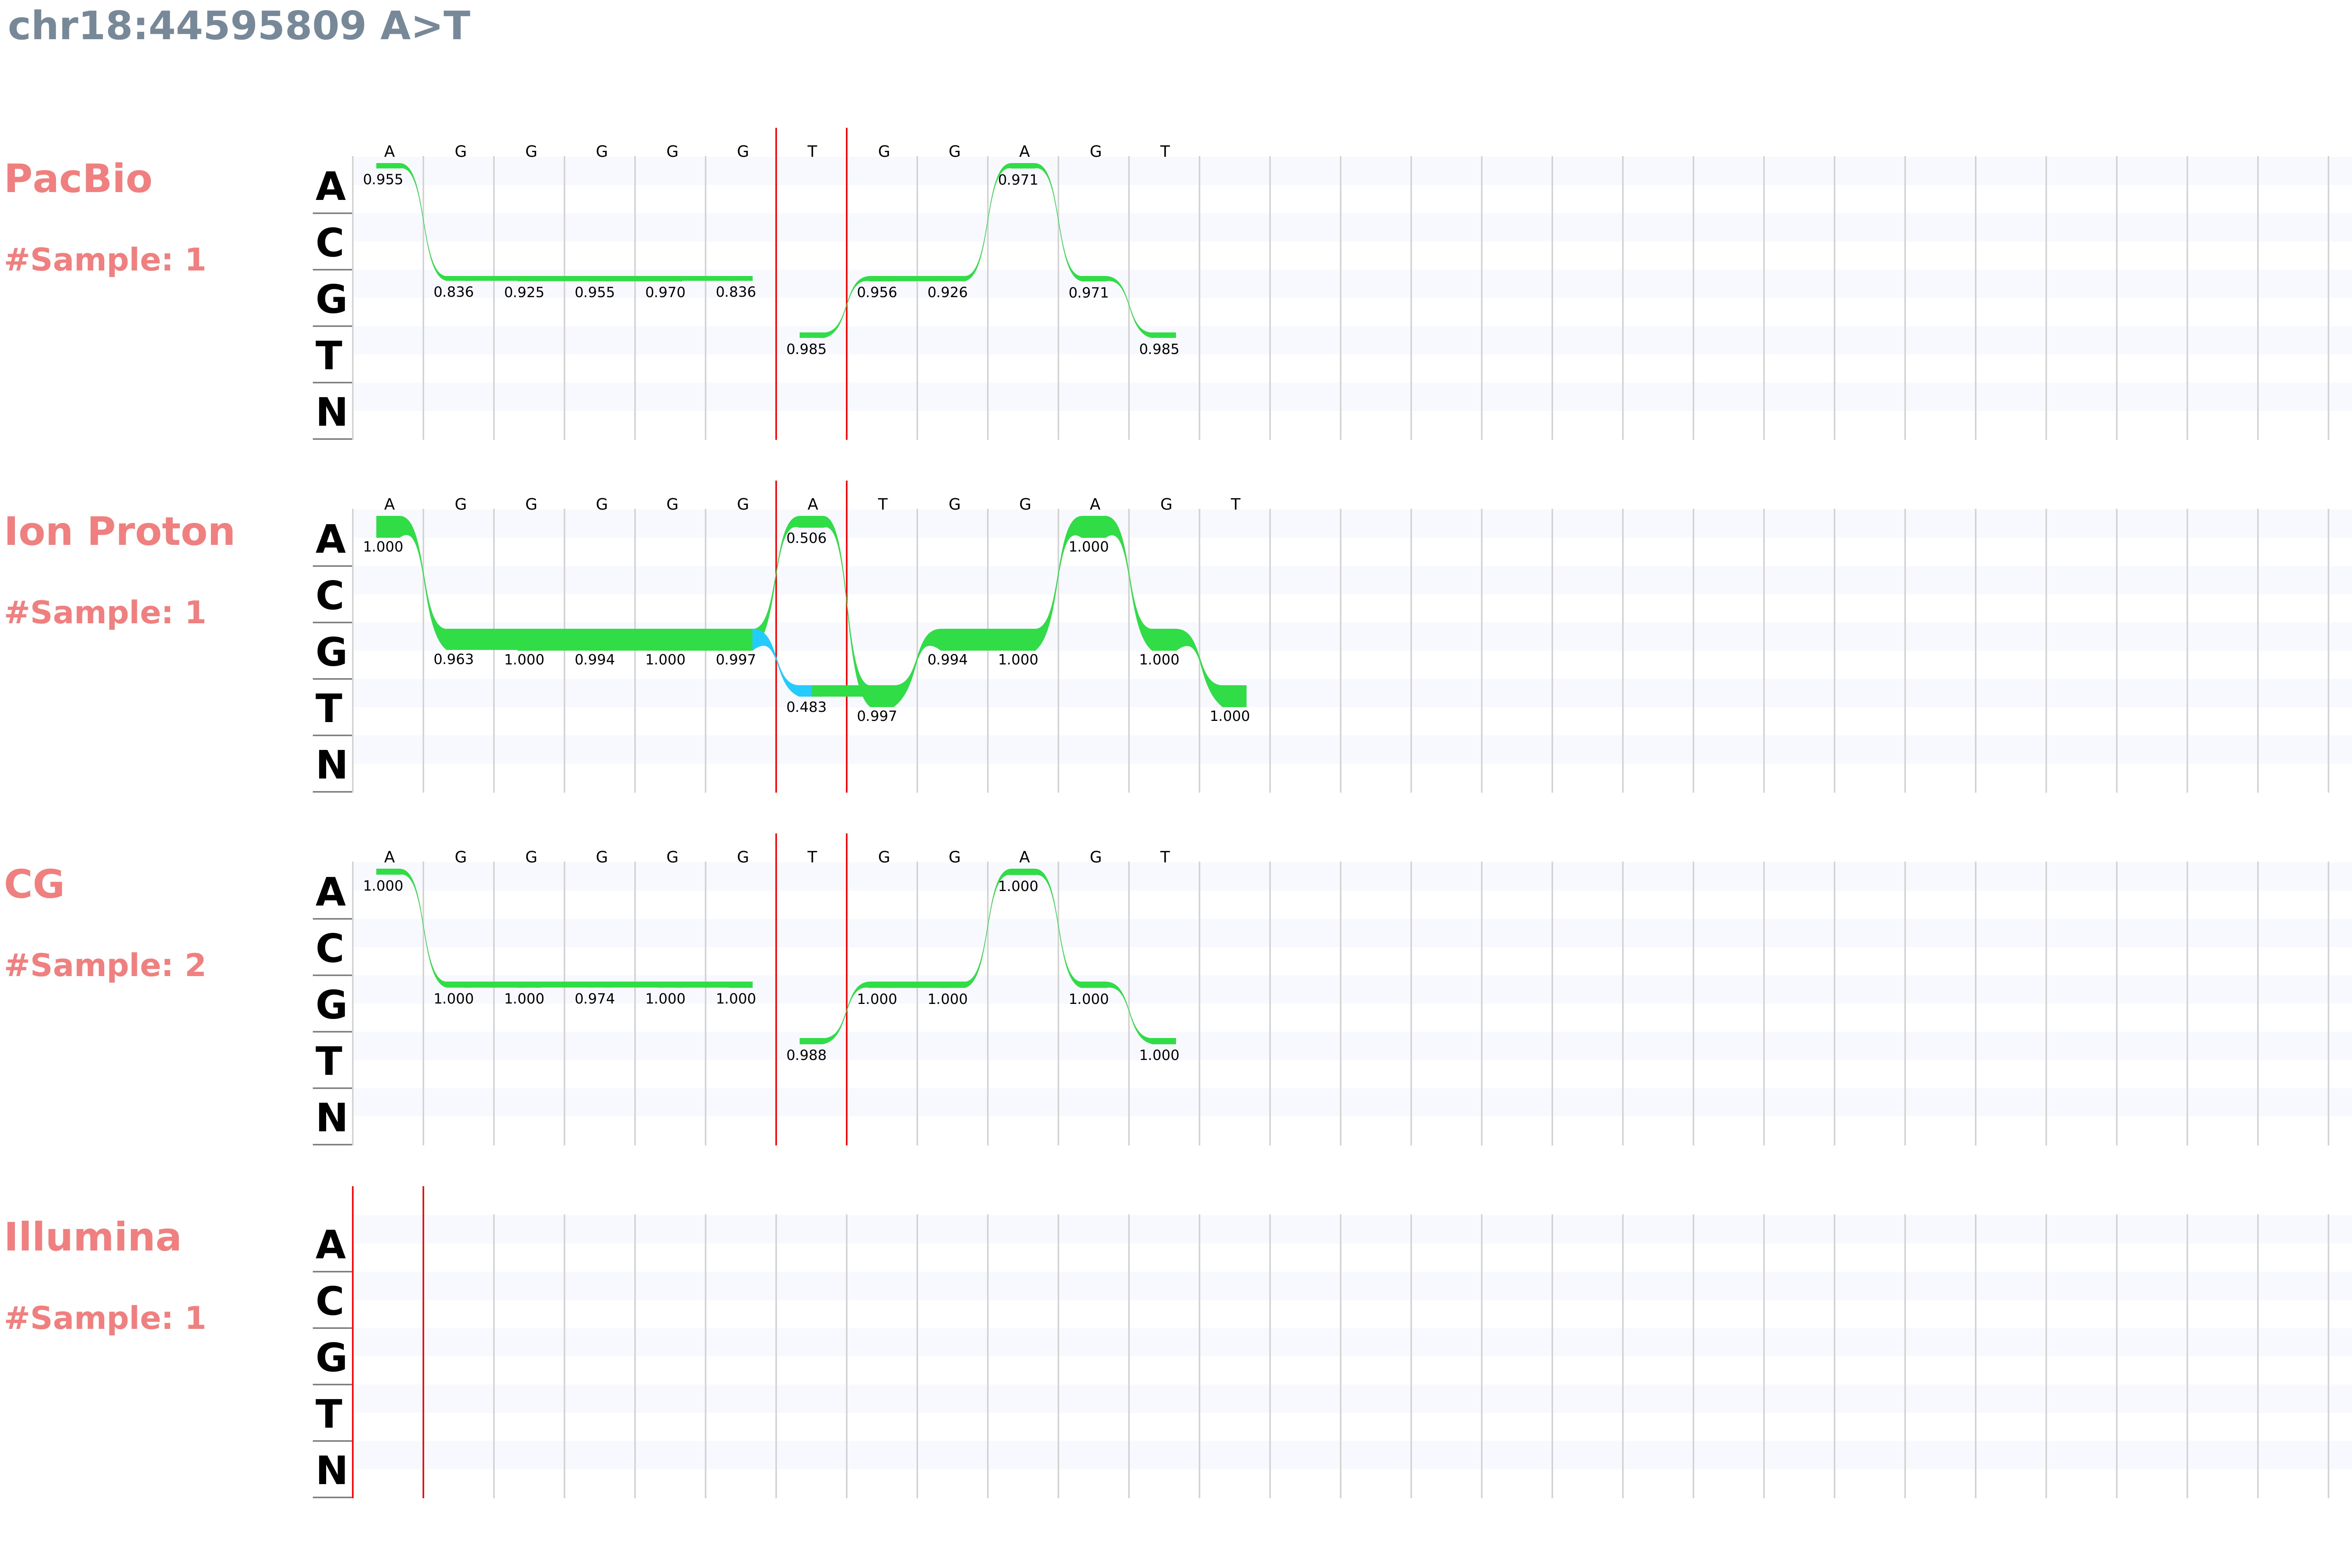 chr18:44595809 A>T
PacBio
#Sample: 1
A G G G G G T G G A G T
A
0.955 0.971
C
G
0.836 0.925 0.955 0.970 0.836 0.956 0.926 0.971
T
0.985 0.985
N
Ion Proton
#Sample: 1
A G G G G G A T G G A G T
A
1.000 0.506 1.000
C
G
0.963 1.000 0.994 1.000 0.997 0.994 1.000 1.000
T
0.483 0.997 1.000
N
CG
#Sample: 2
A G G G G G T G G A G T
A
1.000 1.000
C
G
1.000 1.000 0.974 1.000 1.000 1.000 1.000 1.000
T
0.988 1.000
N
Illumina
#Sample: 1
A
C
G
T
N